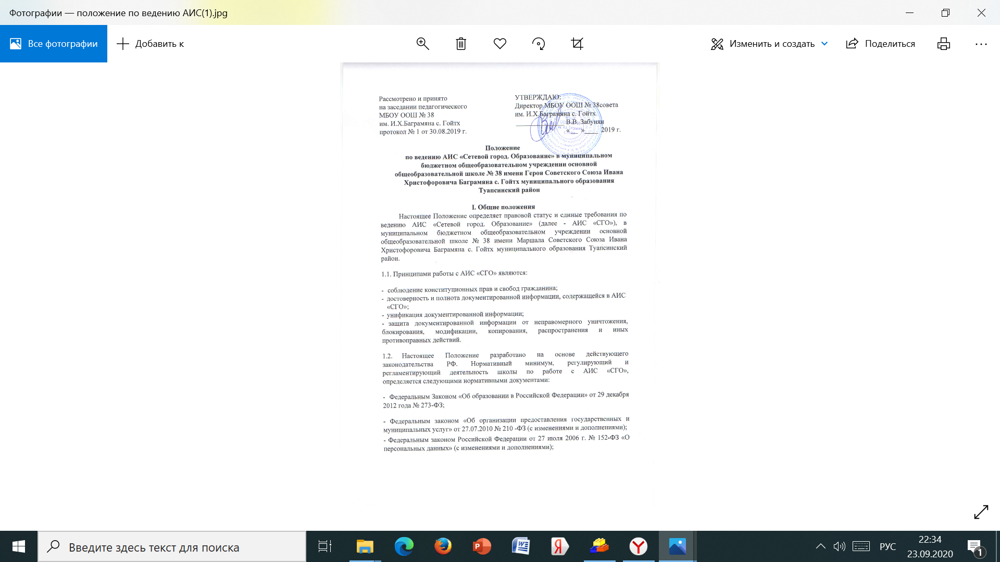 Фотографии — положение по ведению АИС(1).jpg
Все фотографии
Добавить к
Изменить и создать
Поделиться
Рассмотрено и принято
на заседании педагогического
МБОУ ООШ № 38
им. И.Х.Баграмяна с. Гойтх
протокол № 1 от 30.08.2019 г.
УТВЕРЖДАЮ:
Директор МБОУ ООШ № 38совета
им. И.Х.Баграмяна с. Гойтх
______________ В.В. Забунян
«__ »____ 2019 г.
Положение
по ведению АИС «Сетевой город. Образование» в муниципальном
бюджетном общеобразовательном учреждении основной
общеобразовательной школе № 38 имени Героя Советского Союза Ивана
Христофоровича Баграмяна с. Гойтх муниципального образования
Туапсинский район
I. Общие положения
Настоящее Положение определяет правовой статус и единые требования по
ведению АИС «Сетевой город. Образование» (далее - АИС «СГО»), в
муниципальном бюджетном общеобразовательном учреждении основной
общеобразовательной школе № 38 имени Маршала Советского Союза Ивана
Христофоровича Баграмяна с. Гойтх муниципального образования Туапсинский
район.
1.1. Принципами работы с АИС «СГО» являются:
- соблюдение конституционных прав и свобод гражданина;
- достоверность и полнота документированной информации, содержащейся в АИС
«СГО»;
- унификация документированной информации;
- защита документированной информации от неправомерного уничтожения,
блокирования, модификации, копирования, распространения и иных
противоправных действий.
1.2. Настоящее Положение разработано на основе действующего
законодательства РФ. Нормативный минимум, регулирующий и
регламентирующий деятельность школы по работе с АИС «СГО»,
определяется следующими нормативными документами:
- Федеральным Законом «Об образовании в Российской Федерации» от 29 декабря
2012 года № 273-ФЗ;
- Федеральным законом «Об организации предоставления государственных и
муниципальных услуг» от 27.07.2010 № 210 -ФЗ (с изменениями и дополнениями);
- Федеральным законом Российской Федерации от 27 июля 2006 г. № 152-ФЗ «О
персональных данных» (с изменениями и дополнениями);
Введите здесь текст для поиска
РУС
22:34
23.09.2020
1